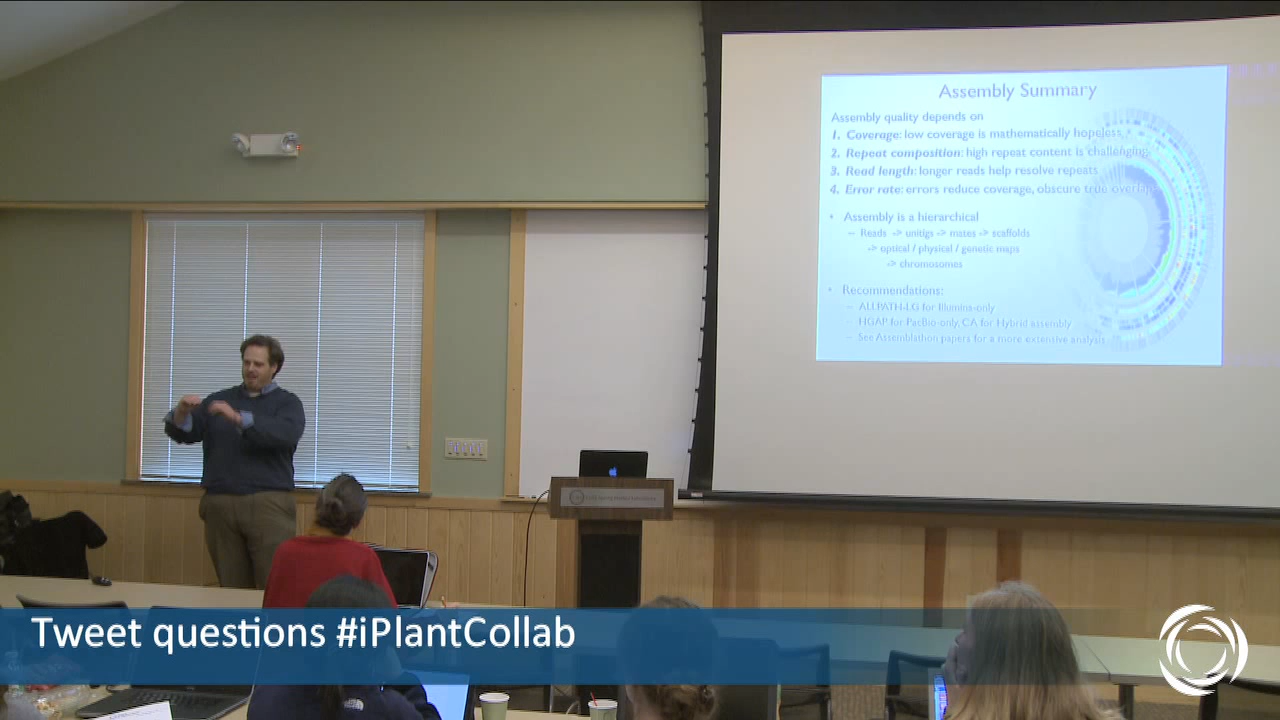 Assembly Summary
Assembly quality depends on
1. Coverage: low coverage is mathematically hopeless
2. Repeat composition: high repeat content is challenging
3. Read length: longer reads help resolve repeats
4. Error rate: errors reduce coverage, obscure true overlap
• Assembly is a hierarchical
– Reads -> unitigs -> mates -> scaffolds
-> optical / physical / genetic maps
-> chromosomes
• Recommendations:
– ALLPATH-LG for Illumina-only
– HGAP for PacBio-only, CA for Hybrid assembly
– See Assemblathon papers for a more extensive analysis
Tweet questions #iPlantCollab